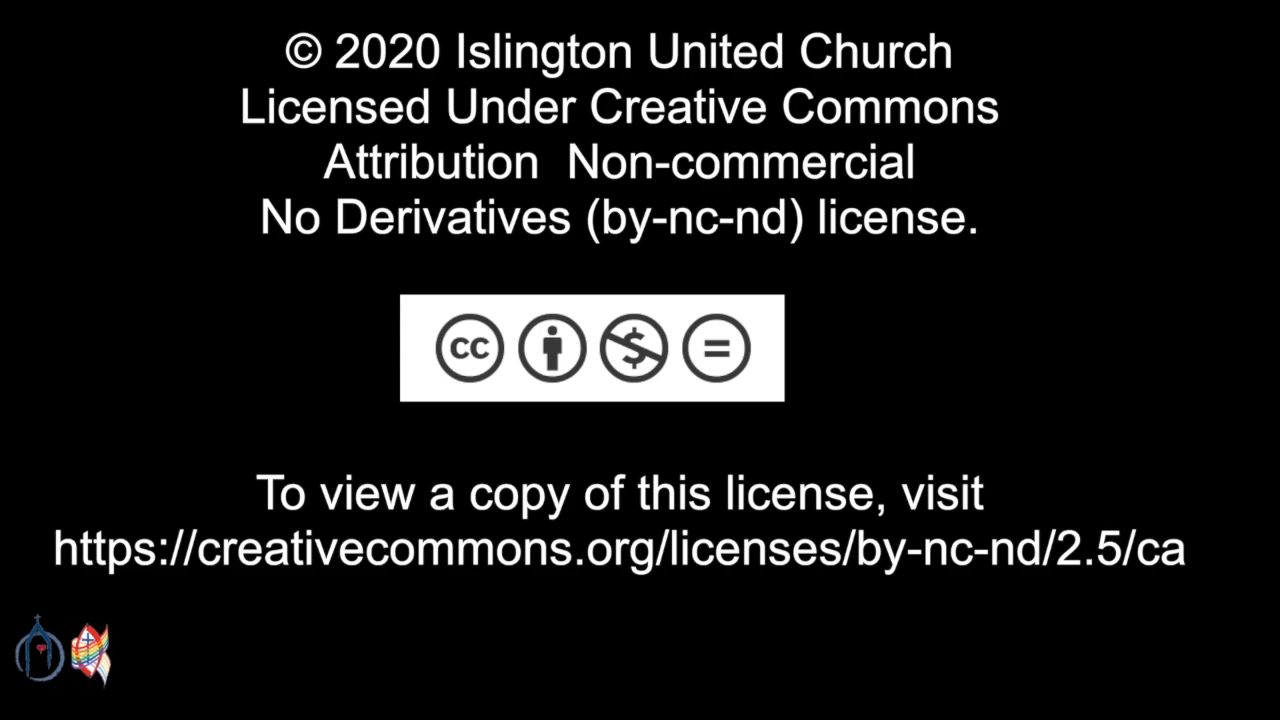 © 2020 Islington United Church
Licensed Under Creative Commons
Attribution  Non-commercial
No Derivatives (by-nc-nd) license.
cc $ =
To view a copy of this license, visit
https://creativecommons.org/licenses/by-nc-nd/2.5/ca